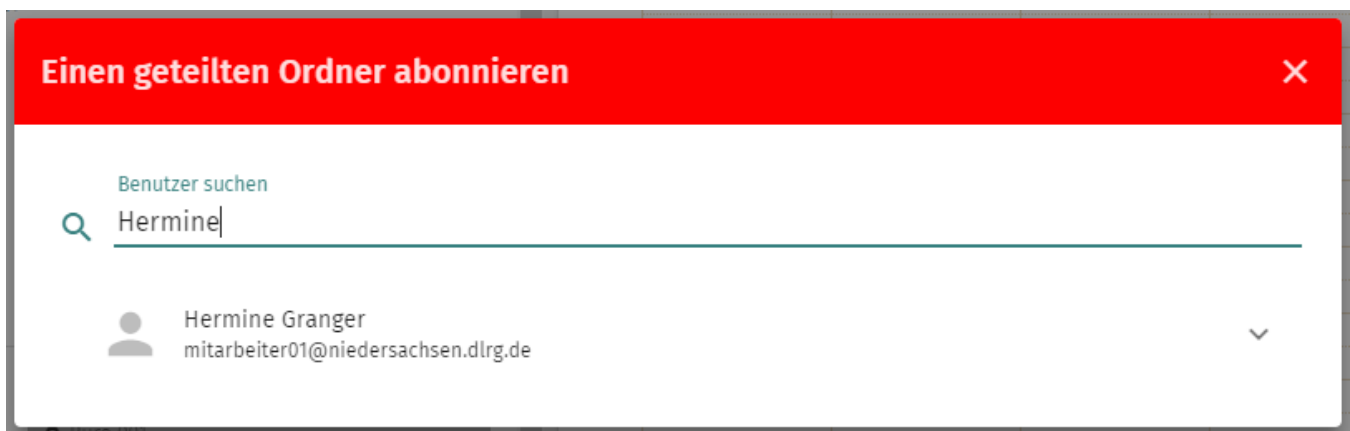 Einen geteilten Ordner abonnieren
Benutzer suchen
Hermine
Hermine Granger
mitarbeiter01@niedersachsen.dlrg.de